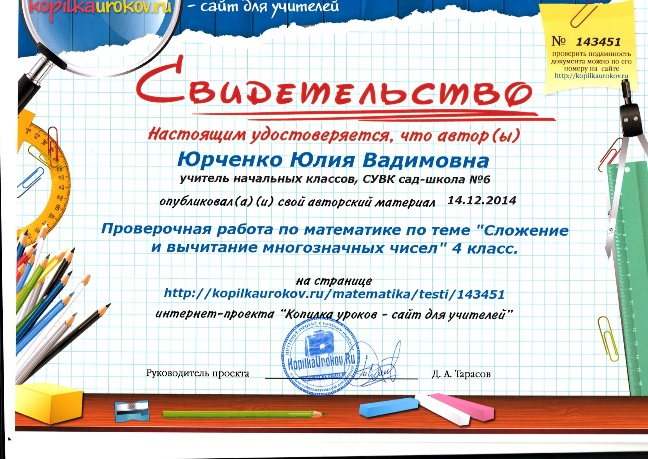 kopilkaurokov.ru
- сайт для учителей
№ 143451
проверить подлинность
документа можно по его
номеру на сайте
http://kopilkaurokov.ru
Свидетельство
Настоящим удостоверяется, что автор(ы)
Юрченко Юлия Вадимовна
учитель начальных классов, СУВК сад-школа №6
опубликовал(а)(и) свой авторский материал 14.12.2014
Проверочная работа по математике по теме "Сложение
и вычитание многозначных чисел" 4 класс.
на странице
http://kopilkaurokov.ru/matematika/testi/143451
интернет-проекта "Копилка уроков - сайт для учителей"
KopilkaUrokov.Ru
Руководитель проекта
Д. А. Тарасов